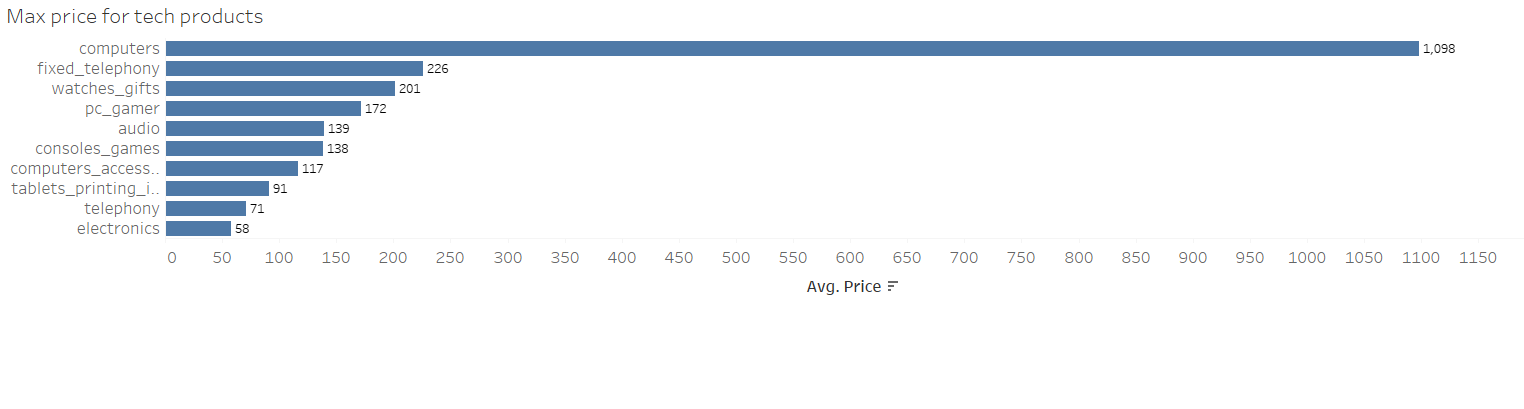 Max price for tech products
computers 1,098
fixed_telephony 226
watches_gifts 201
pc_gamer 172
audio 139
consoles_games 138
computers_access.. 117
tablets_printing_i.. 91
telephony 71
electronics 58
0 50 100 150 200 250 300 350 400 450 500 550 600 650 700 750 800 850 900 950 1000 1050 1100 1150
Avg. Price